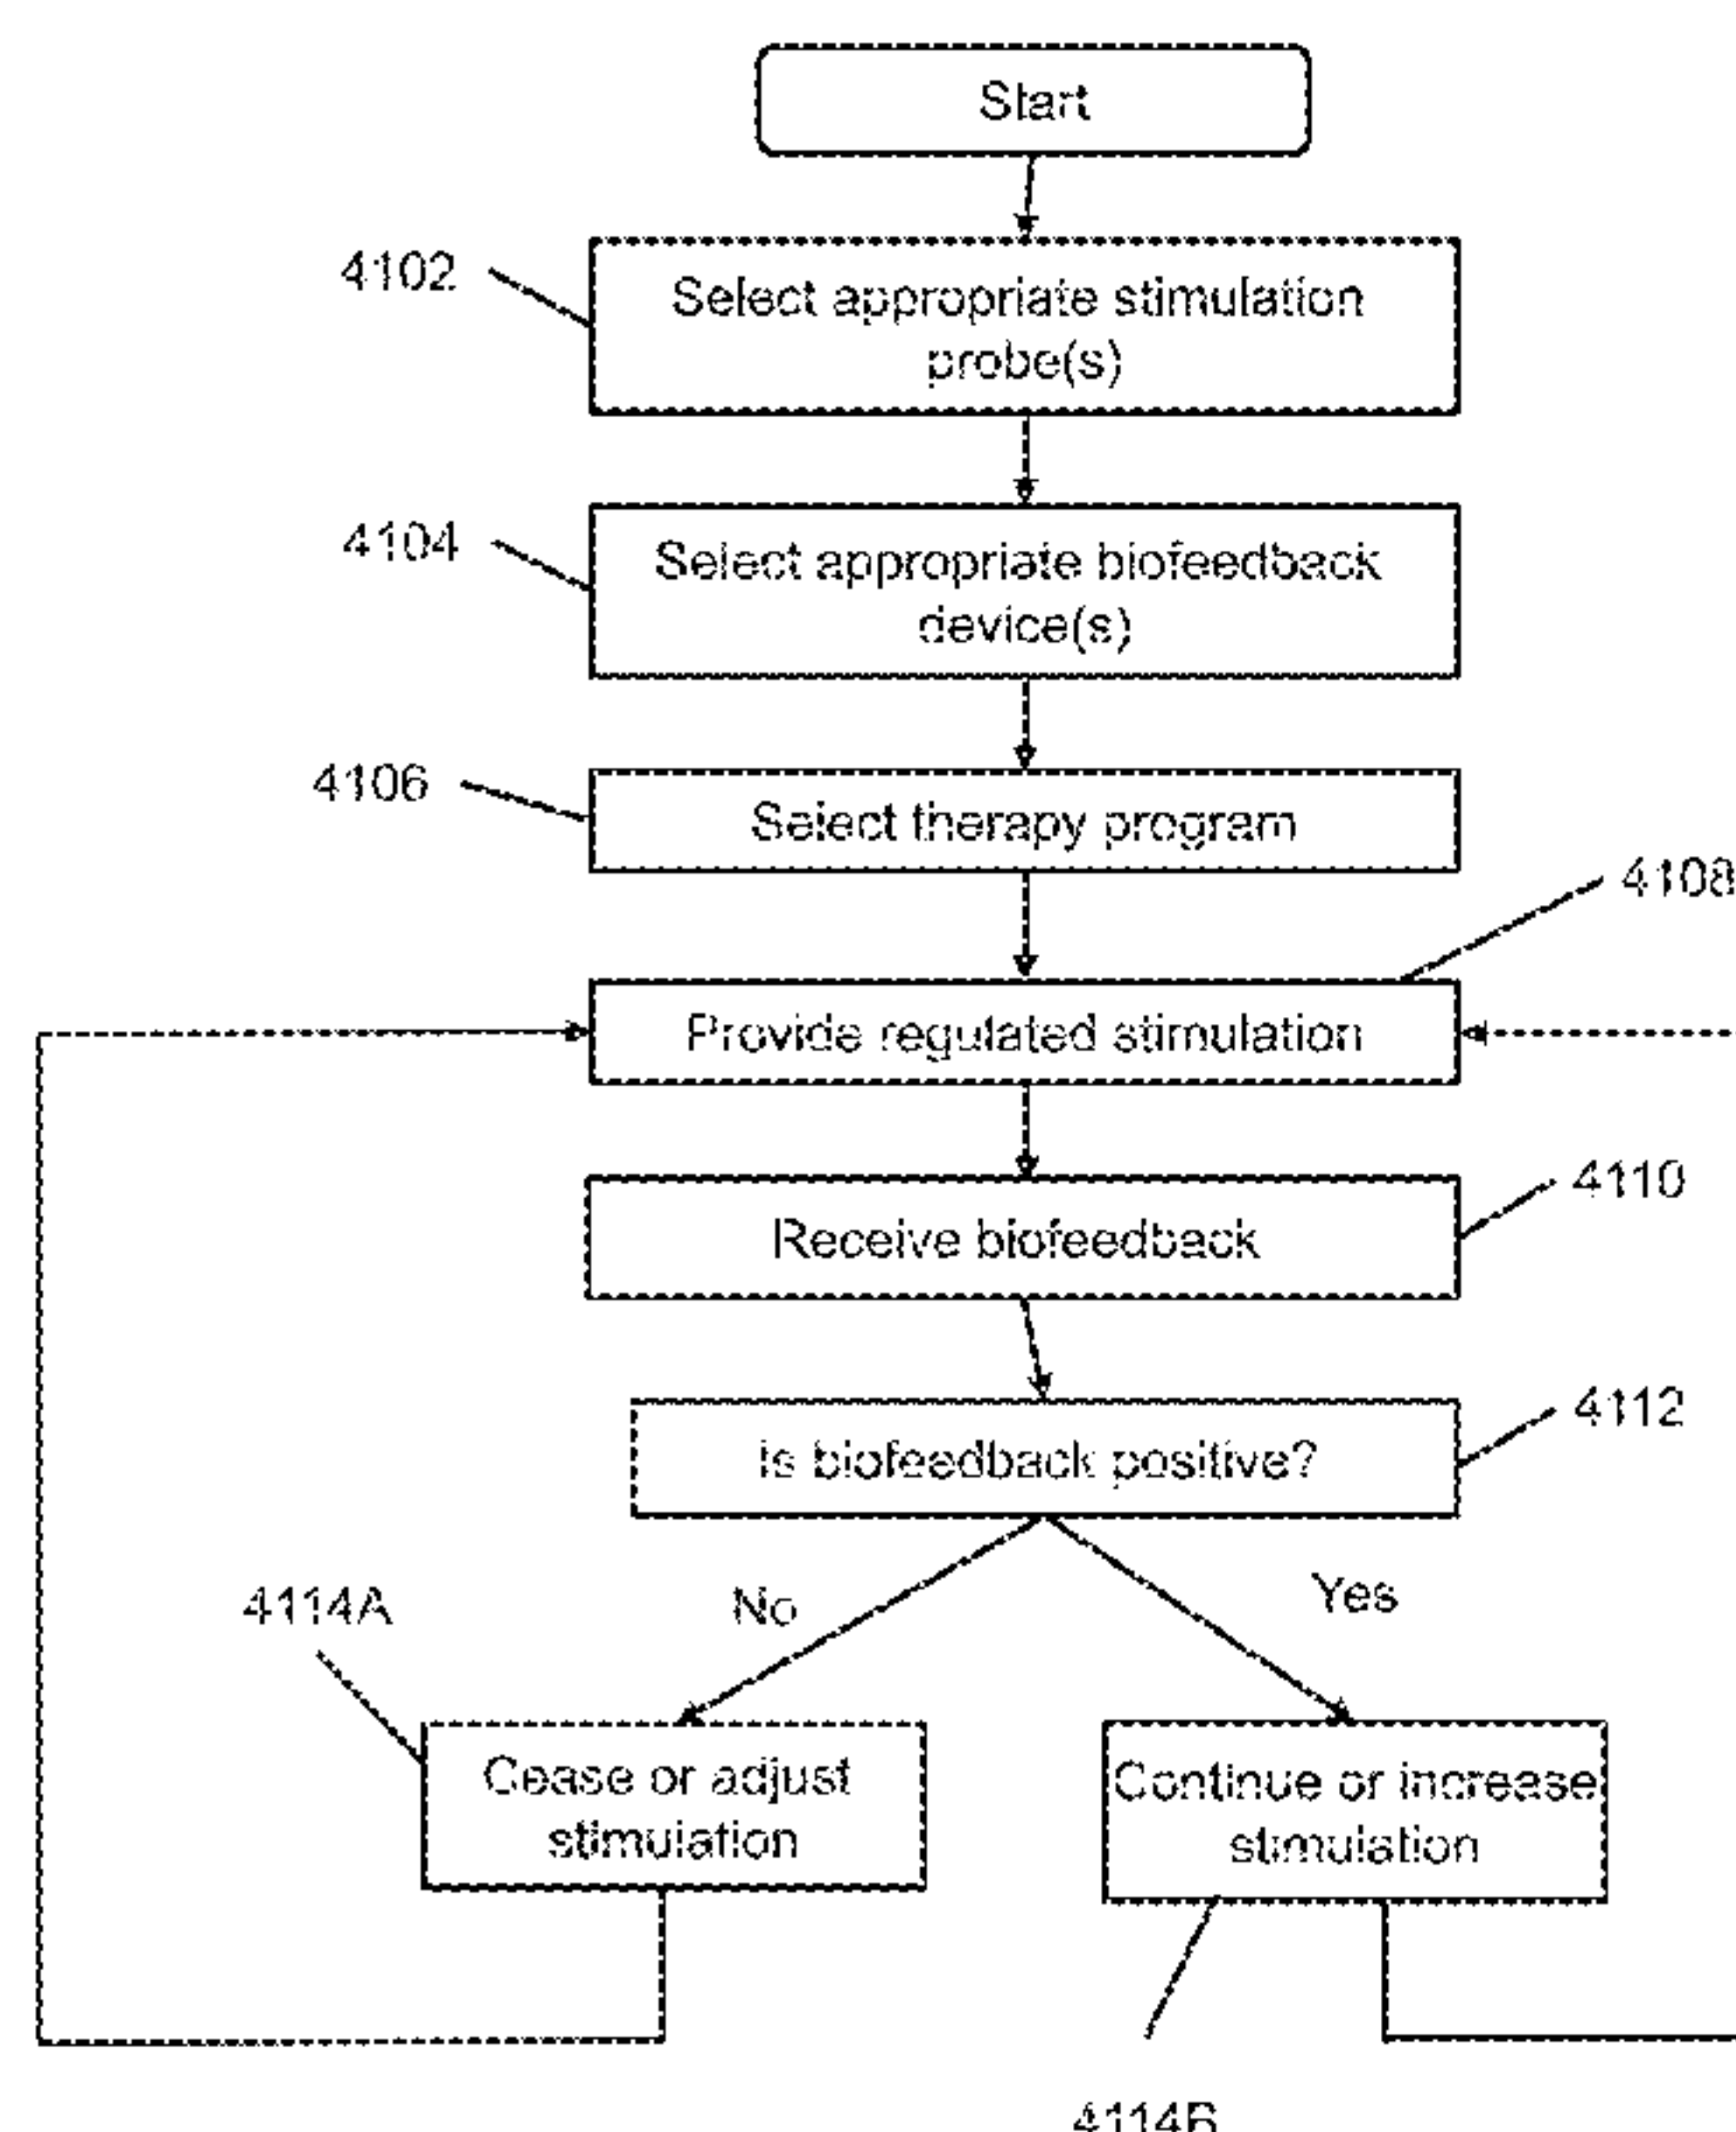 Start
4102
Select appropriate stimulation
probe(s)
4104
Select appropriate biofeedback
device(s)
4106
Select therapy program
4108
Provide regulated stimulation
Receive biofeedback
4110
Is biofeedback positive?
4112
4114A
No
Yes
Cease or adjust
stimulation
Continue or increase
stimulation
4114B